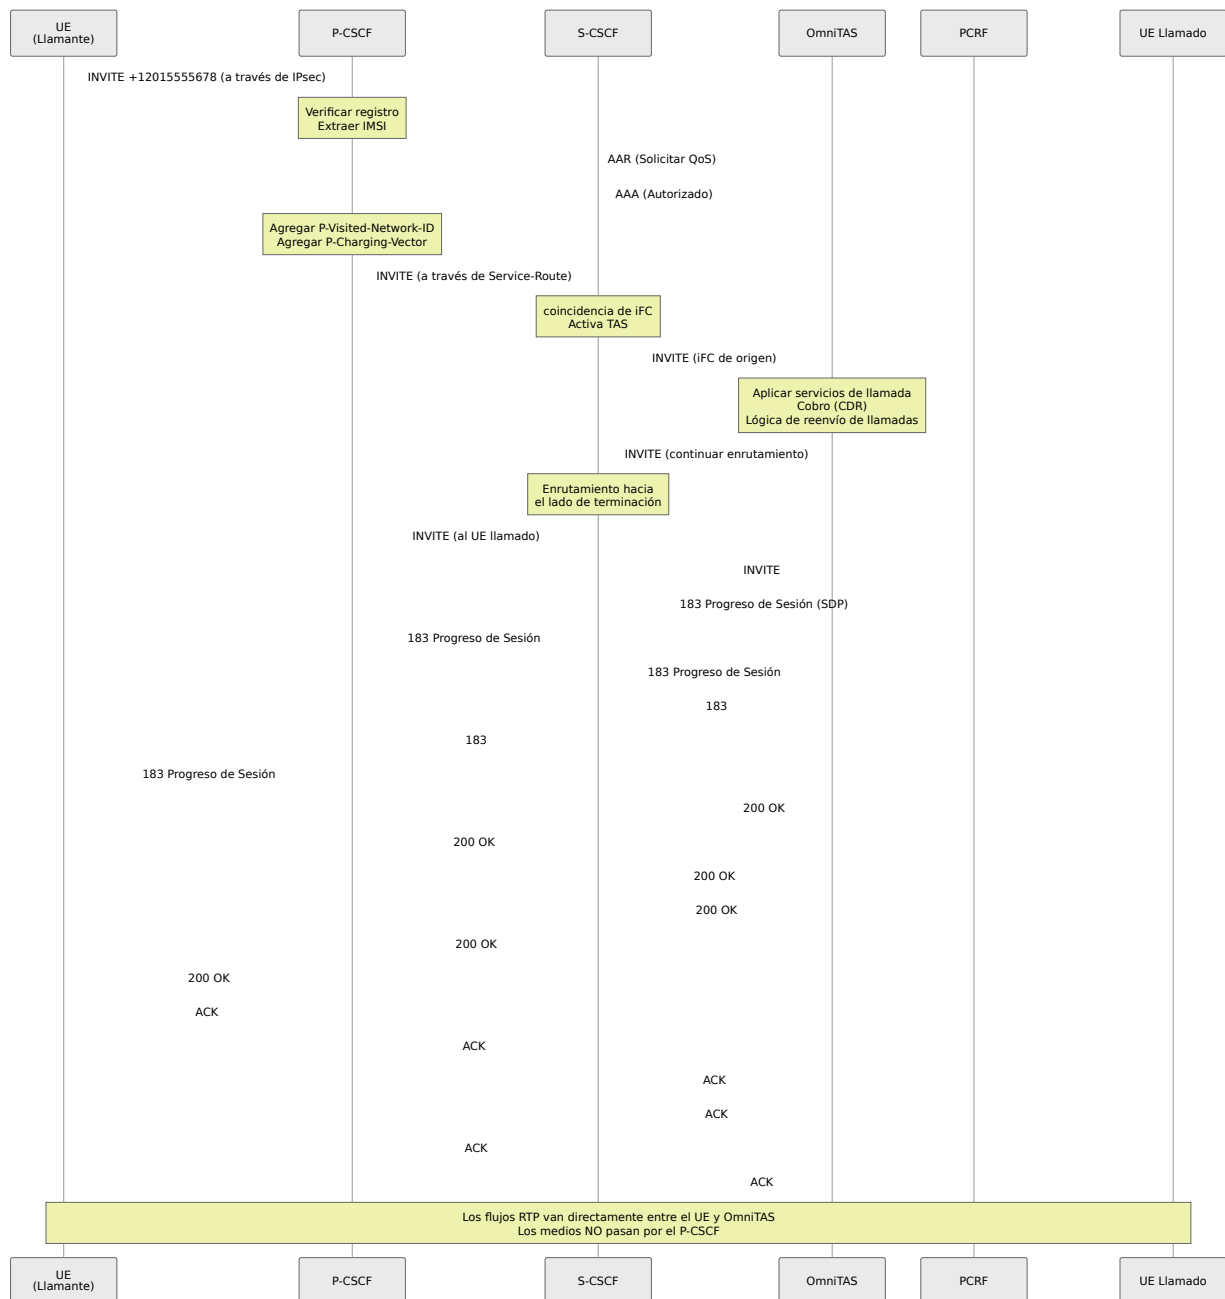 UE
(Llamante)
P-CSCF
S-CSCF
OmniTAS
PCRF
UE Llamado
INVITE +12015555678 (a través de IPsec)
Verificar registro
Extraer IMSI
AAR (Solicitar QoS)
AAA (Autorizado)
Agregar P-Visited-Network-ID
Agregar P-Charging-Vector
INVITE (a través de Service-Route)
coincidencia de iFC
Activa TAS
INVITE (iFC de origen)
Aplicar servicios de llamada
Cobro (CDR)
Lógica de reenvío de llamadas
INVITE (continuar enrutamiento)
Enrutamiento hacia
el lado de terminación
INVITE (al UE llamado)
INVITE
183 Progreso de Sesión (SDP)
183 Progreso de Sesión
183 Progreso de Sesión
183
183
183 Progreso de Sesión
200 OK
200 OK
200 OK
200 OK
200 OK
200 OK
ACK
ACK
ACK
ACK
ACK
ACK
Los flujos RTP van directamente entre el UE y OmniTAS
Los medios NO pasan por el P-CSCF
UE
(Llamante)
P-CSCF
S-CSCF
OmniTAS
PCRF
UE Llamado